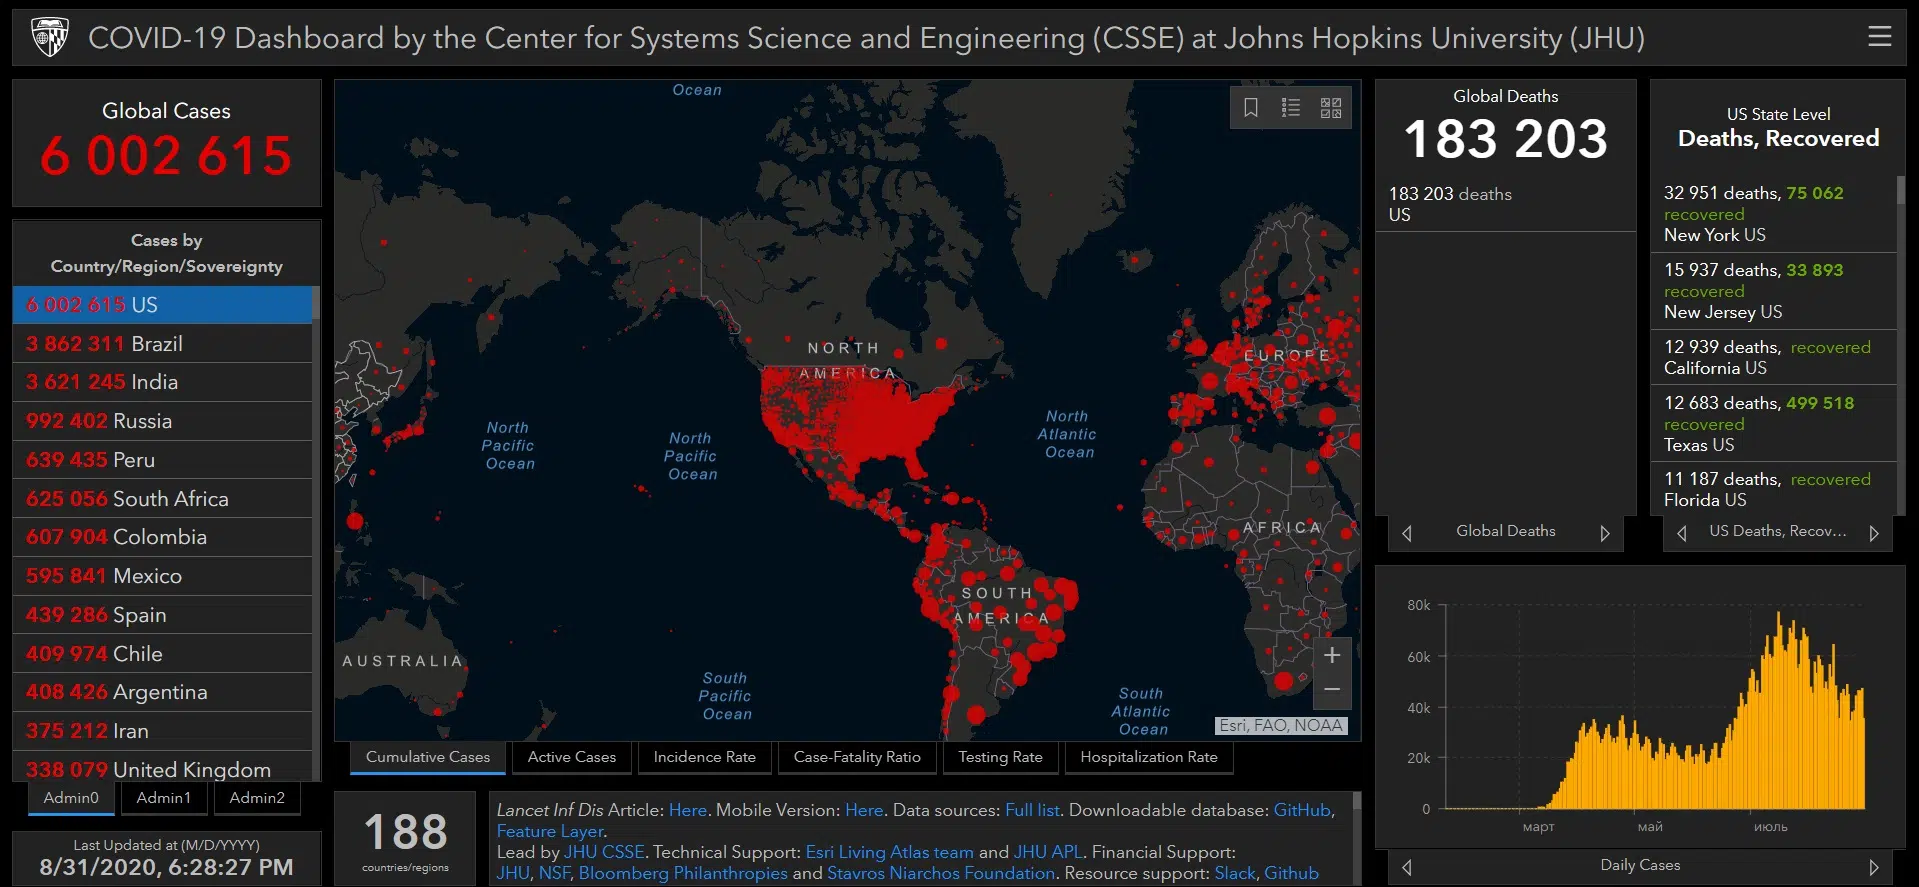 COVID-19 Dashboard by the Center for Systems Science and Engineering (CSSE) at Johns Hopkins University (JHU)
Global Cases
6 002 615
Cases by
Country/Region/Sovereignty
6 002 615 US
3 862 311 Brazil
3 621 245 India
992 402 Russia
639 435 Peru
625 056 South Africa
607 904 Colombia
595 841 Mexico
439 286 Spain
409 974 Chile
408 426 Argentina
375 212 Iran
338 079 United Kingdom
Admin0
Admin1
Admin2
Last Updated at (M/D/YYYY)
8/31/2020, 6:28:27 PM
Ocean
NORTH
AMERICA
EUROPE
North
Pacific
Ocean
North
Pacific
Ocean
North
Atlantic
Ocean
AFRICA
SOUTH
AMERICA
AUSTRALIA
South
Pacific
Ocean
South
Atlantic
Ocean
+
−
Esri, FAO, NOAA
Cumulative Cases
Active Cases
Incidence Rate
Case-Fatality Ratio
Testing Rate
Hospitalization Rate
188
countries/regions
Lancet Inf Dis Article: Here. Mobile Version: Here. Data sources: Full list. Downloadable database: GitHub,
Feature Layer.
Lead by JHU CSSE. Technical Support: Esri Living Atlas team and JHU APL. Financial Support:
JHU, NSF, Bloomberg Philanthropies and Stavros Niarchos Foundation. Resource support: Slack, Github
Global Deaths
183 203
183 203 deaths
US
Global Deaths
US State Level
Deaths, Recovered
32 951 deaths, 75 062
recovered
New York US
15 937 deaths, 33 893
recovered
New Jersey US
12 939 deaths, recovered
California US
12 683 deaths, 499 518
recovered
Texas US
11 187 deaths, recovered
Florida US
US Deaths, Recov...
80k
60k
40k
20k
0
март
май
июль
Daily Cases